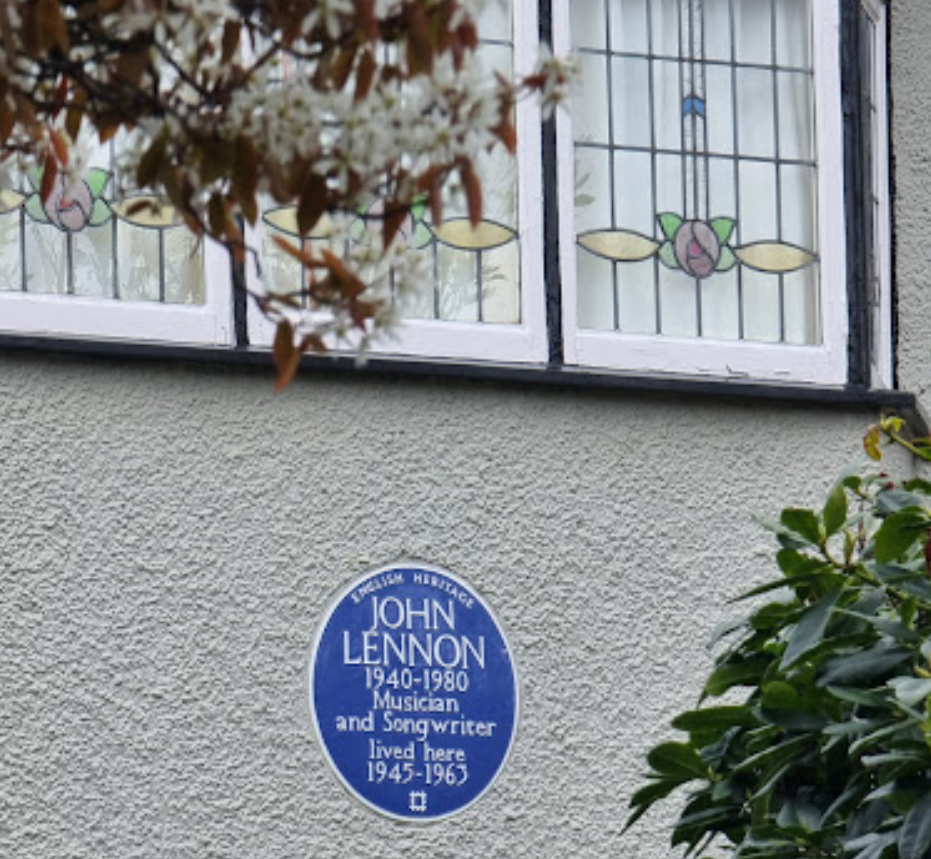 ENGLISH HERITAGE
JOHN
LENNON
1940-1980
Musician
and Songwriter
lived here
1945-1963